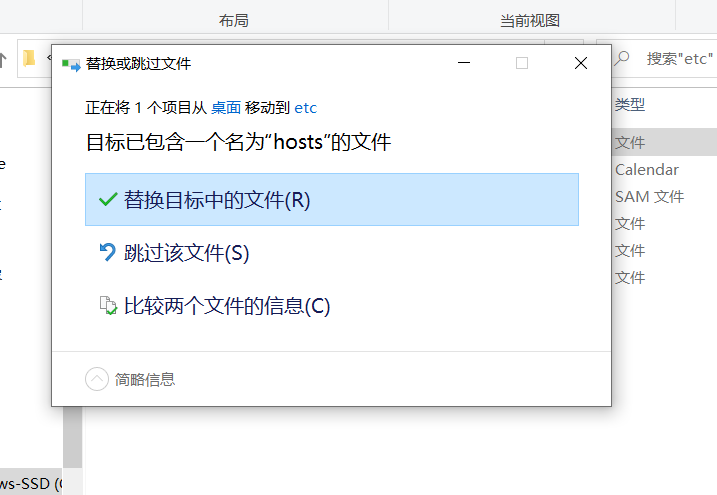 布局
当前视图
替换或跳过文件
搜索"etc"
正在将 1 个项目从 桌面 移动到 etc
类型
目标已包含一个名为“hosts”的文件
文件
Calendar
替换目标中的文件(R)
SAM 文件
文件
跳过该文件(S)
文件
文件
比较两个文件的信息(C)
简略信息
ws-SSD (